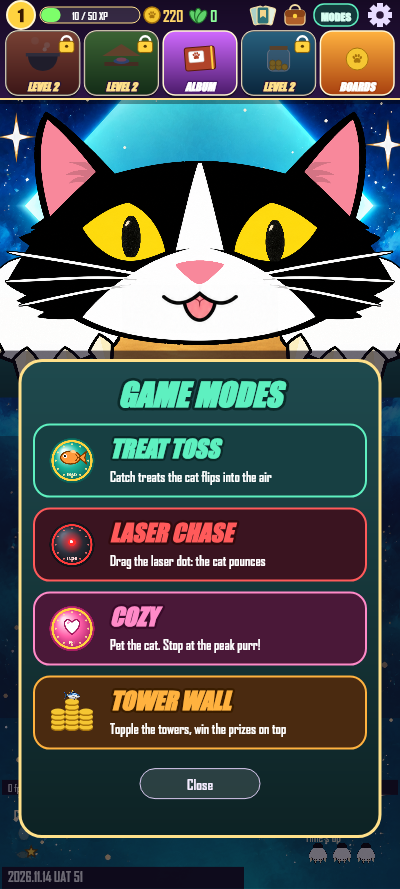 1
10 / 50 XP
220
0
MODES
LEVEL 2
LEVEL 2
ALBUM
LEVEL 2
BOARDS
GAME MODES
TREAT TOSS
Catch treats the cat flips into the air
LASER CHASE
Drag the laser dot: the cat pounces
COZY
Pet the cat. Stop at the peak purr!
TOWER WALL
Topple the towers, win the prizes on top
Close
Time's up
2026.11.14 UAT 51